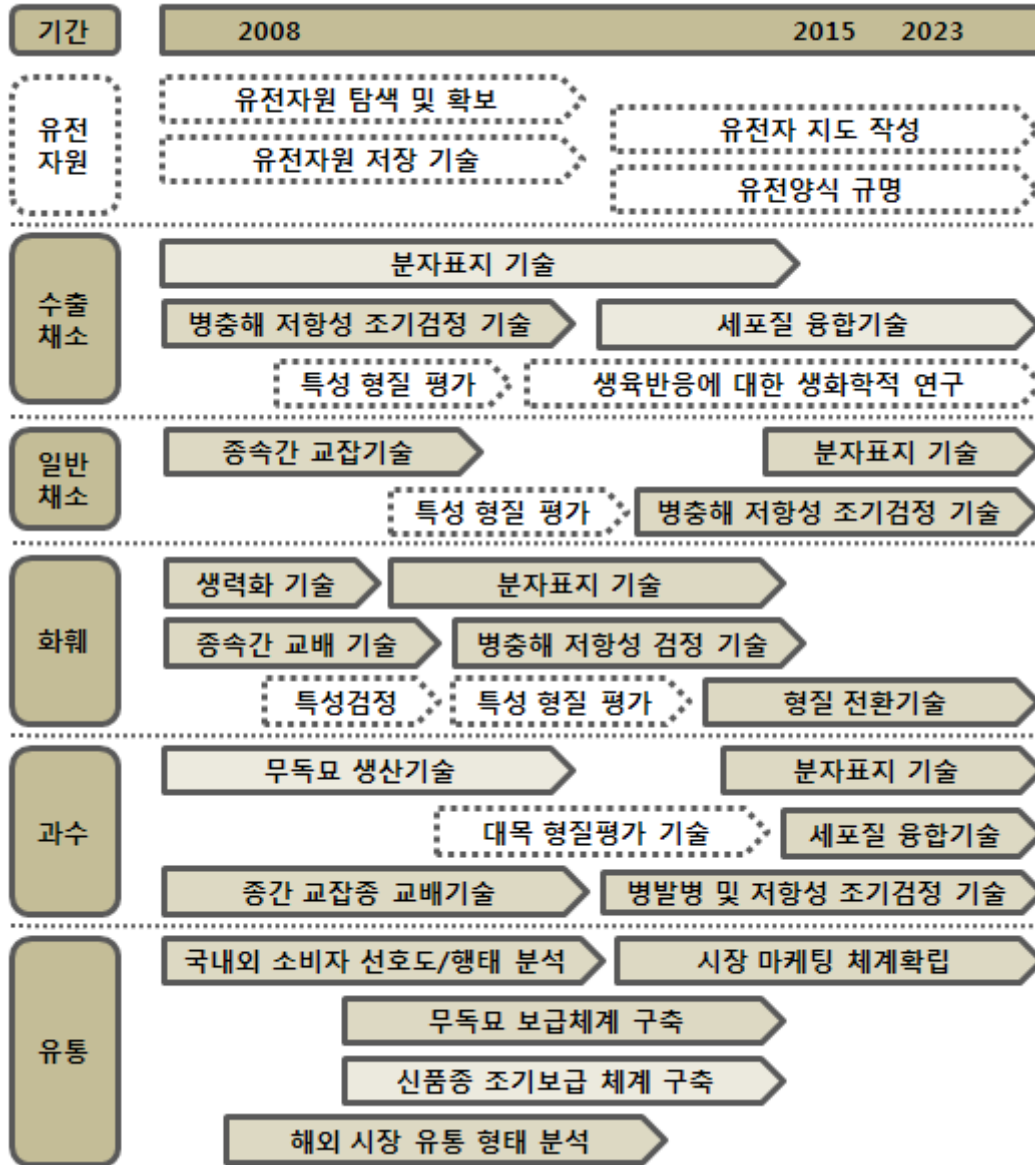 기간
2008 2015 2023
유전
자원
유전자원 탐색 및 확보
유전자 지도 작성
유전자원 저장 기술
유전양식 규명
수출
채소
분자표지 기술
병충해 저항성 조기검정 기술
세포질 융합기술
특성 형질 평가
생육반응에 대한 생화학적 연구
일반
채소
종속간 교잡기술
분자표지 기술
특성 형질 평가
병충해 저항성 조기검정 기술
화훼
생력화 기술
분자표지 기술
종속간 교배 기술
병충해 저항성 검정 기술
특성검정
특성 형질 평가
형질 전환기술
과수
무독묘 생산기술
분자표지 기술
대목 형질평가 기술
세포질 융합기술
종간 교잡종 교배기술
병발병 및 저항성 조기검정 기술
유통
국내외 소비자 선호도/행태 분석
시장 마케팅 체계확립
무독묘 보급체계 구축
신품종 조기보급 체계 구축
해외 시장 유통 형태 분석